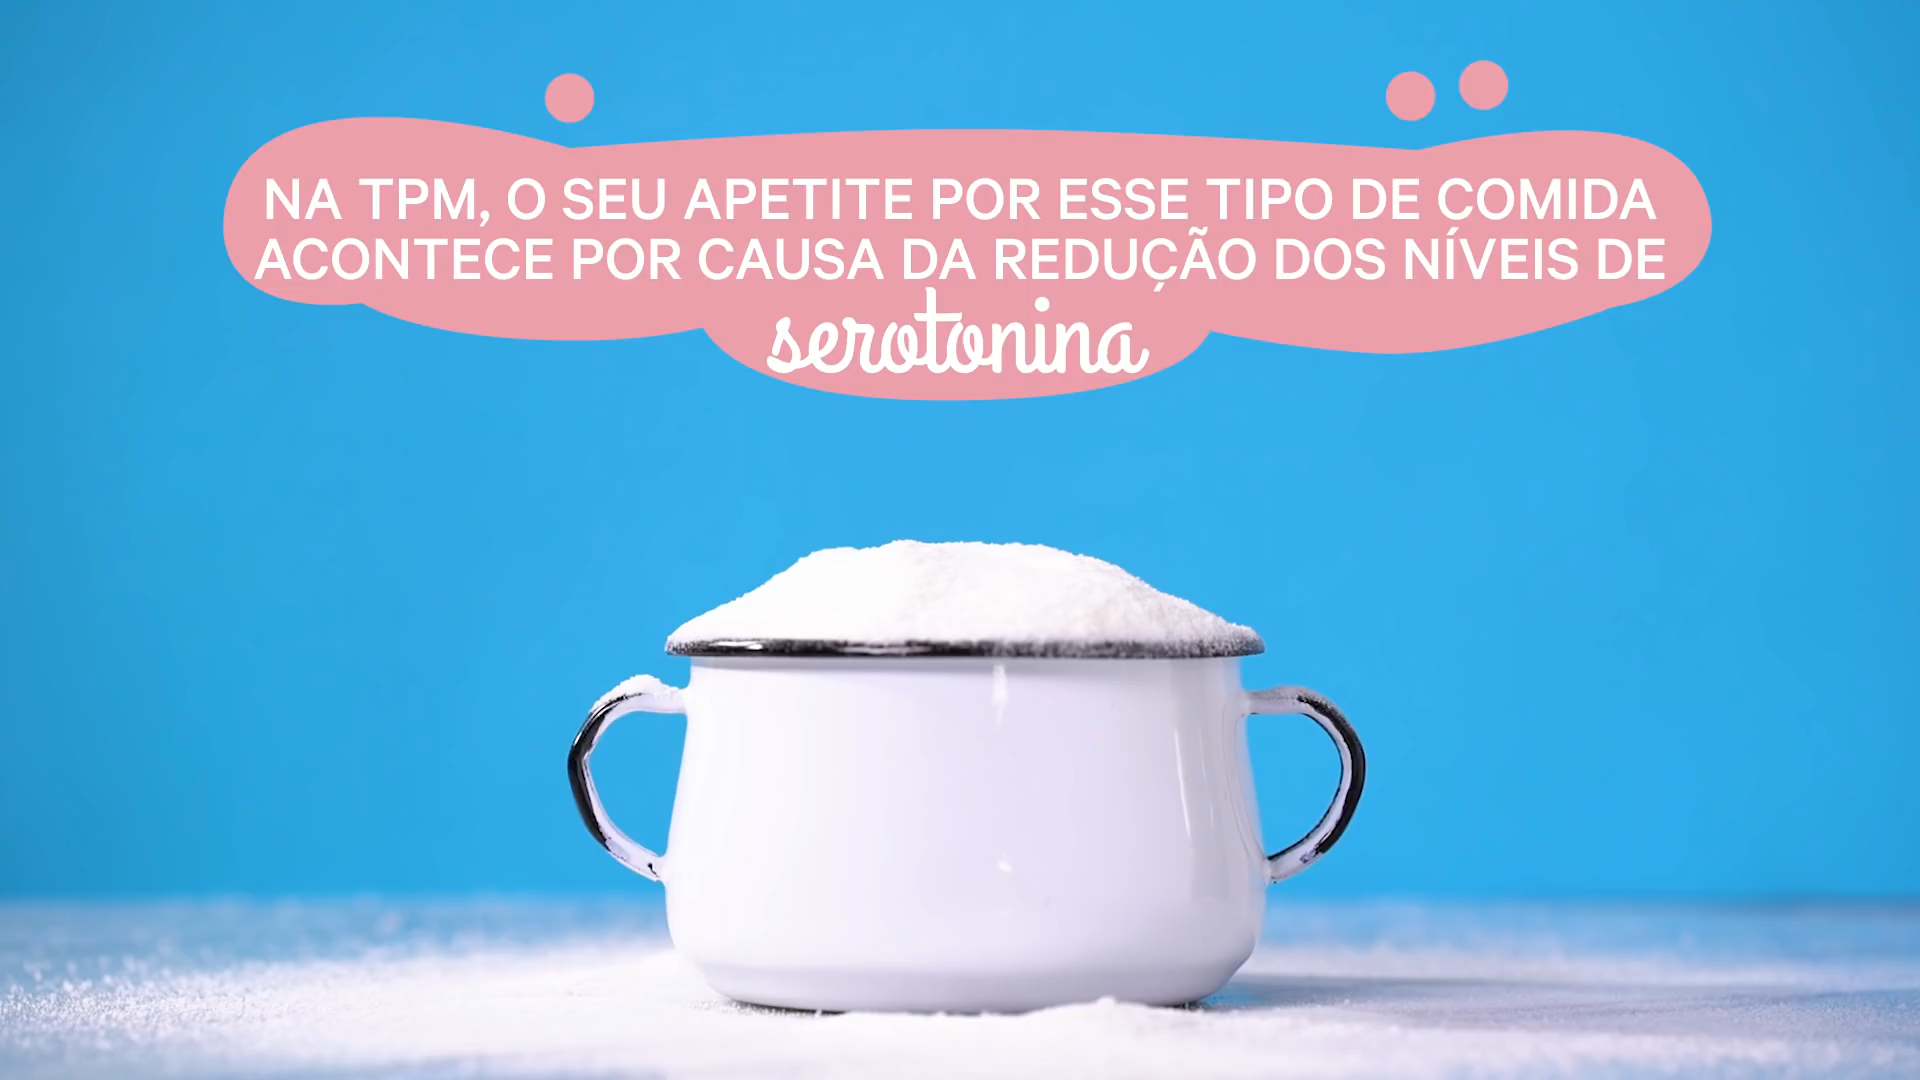 NA TPM, O SEU APETITE POR ESSE TIPO DE COMIDA
ACONTECE POR CAUSA DA REDUÇÃO DOS NÍVEIS DE
serotonina